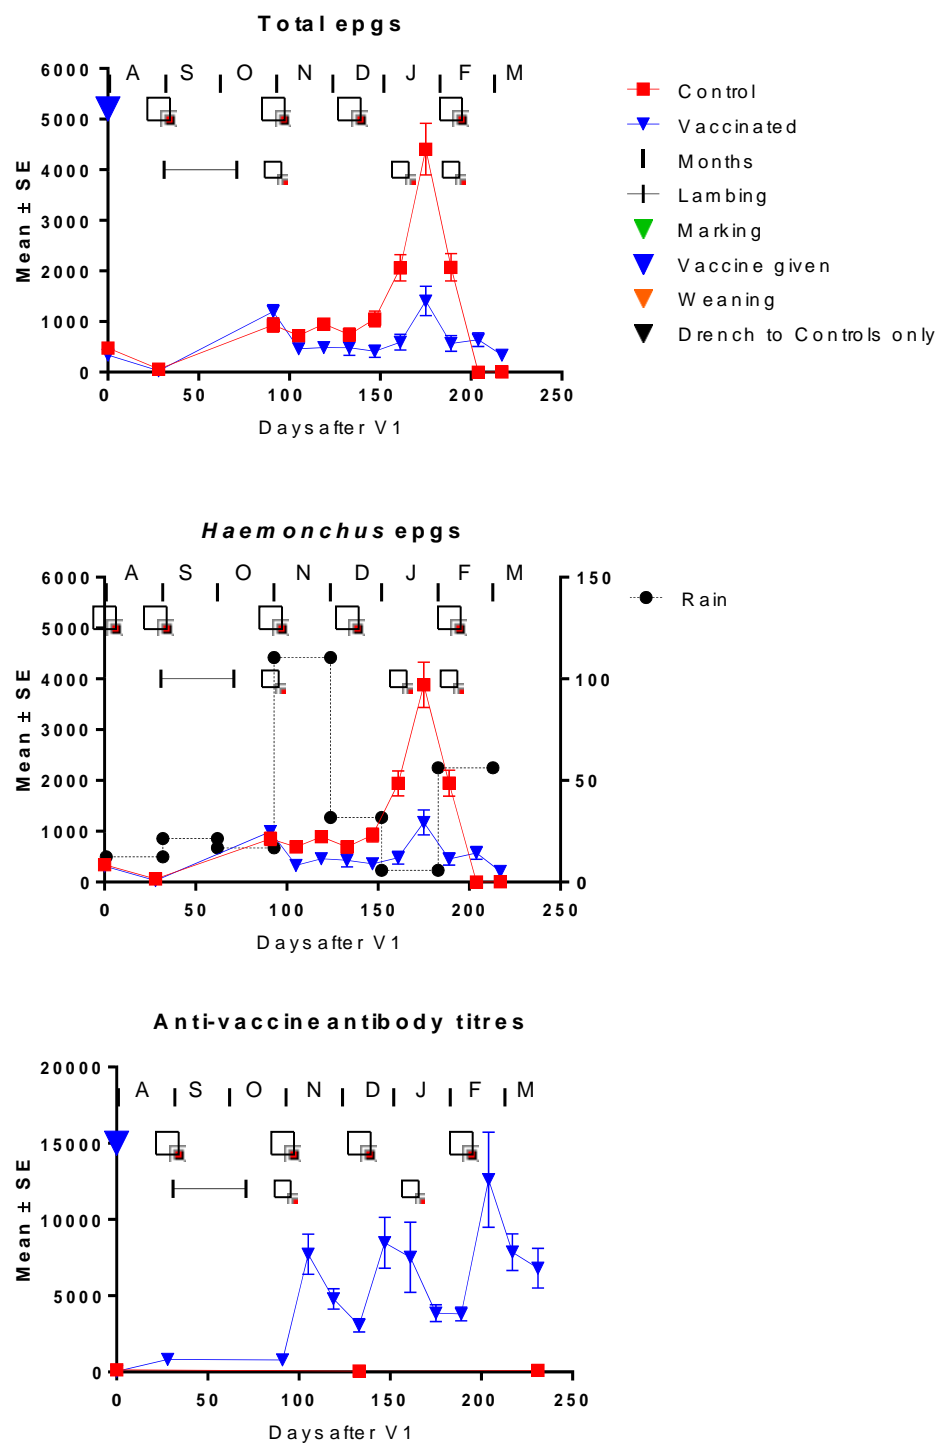 Total epgs
A S O N D J F M
6000
5000
4000
3000
2000
1000
0
Mean ± SE
0 50 100 150 200 250
Days after V1
Control
Vaccinated
Months
Lambing
Marking
Vaccine given
Weaning
Drench to Controls only
Haemonchus epgs
A S O N D J F M
6000
5000
4000
3000
2000
1000
0
Mean ± SE
150
100
50
0
0 50 100 150 200 250
Days after V1
Rain
Anti-vaccine antibody titres
A S O N D J F M
20000
15000
10000
5000
0
Mean ± SE
0 50 100 150 200 250
Days after V1